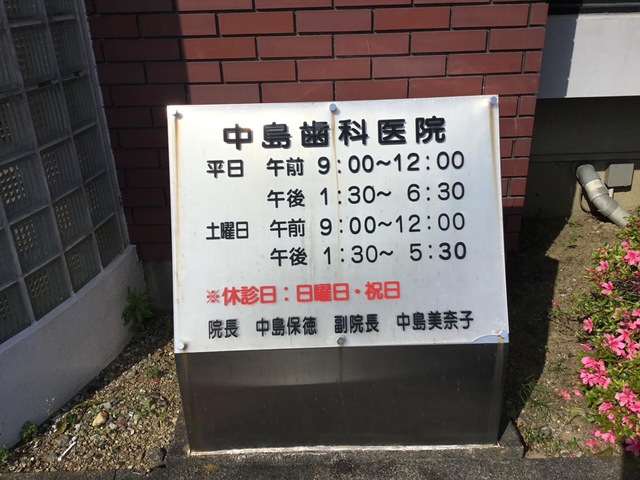 中島歯科医院
平日 午前 9:00~12:00
午後 1:30~ 6:30
土曜日 午前 9:00~12:00
午後 1:30~ 5:30
※休診日:日曜日・祝日
院長 中島保徳 副院長 中島美奈子